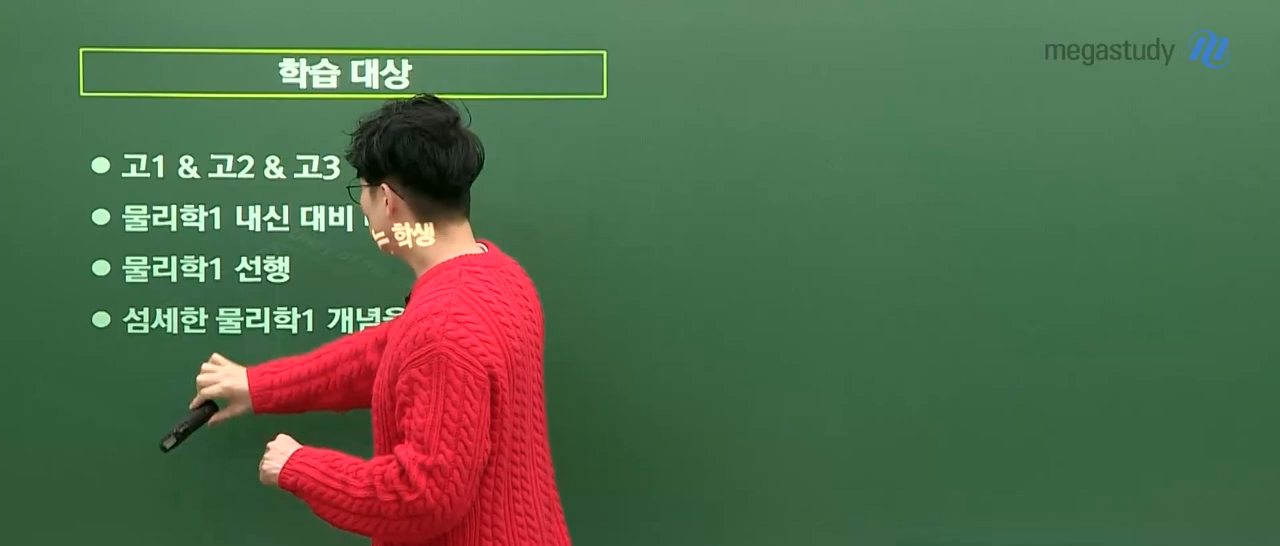 megastudy
학습 대상
● 고1 & 고2 & 고3
● 물리학1 내신 대비
학생
● 물리학1 선행
● 섬세한 물리학1 개념을